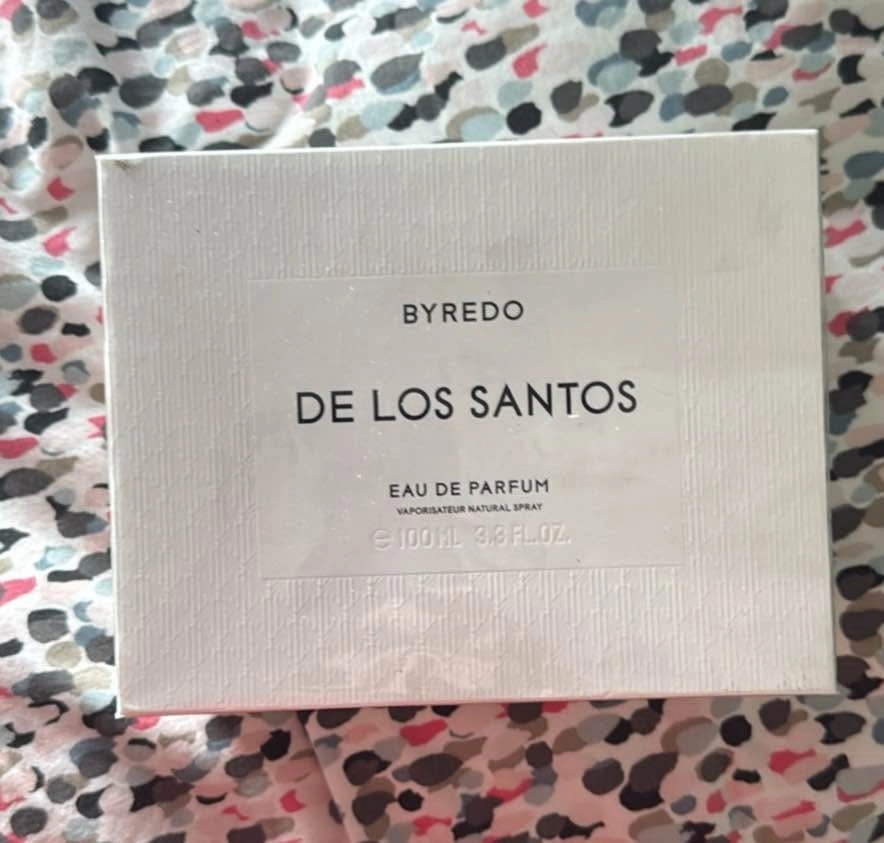 BYREDO
DE LOS SANTOS
EAU DE PARFUM
VAPORISATEUR NATURAL SPRAY
℮ 100 ML 3.3 FL.OZ.